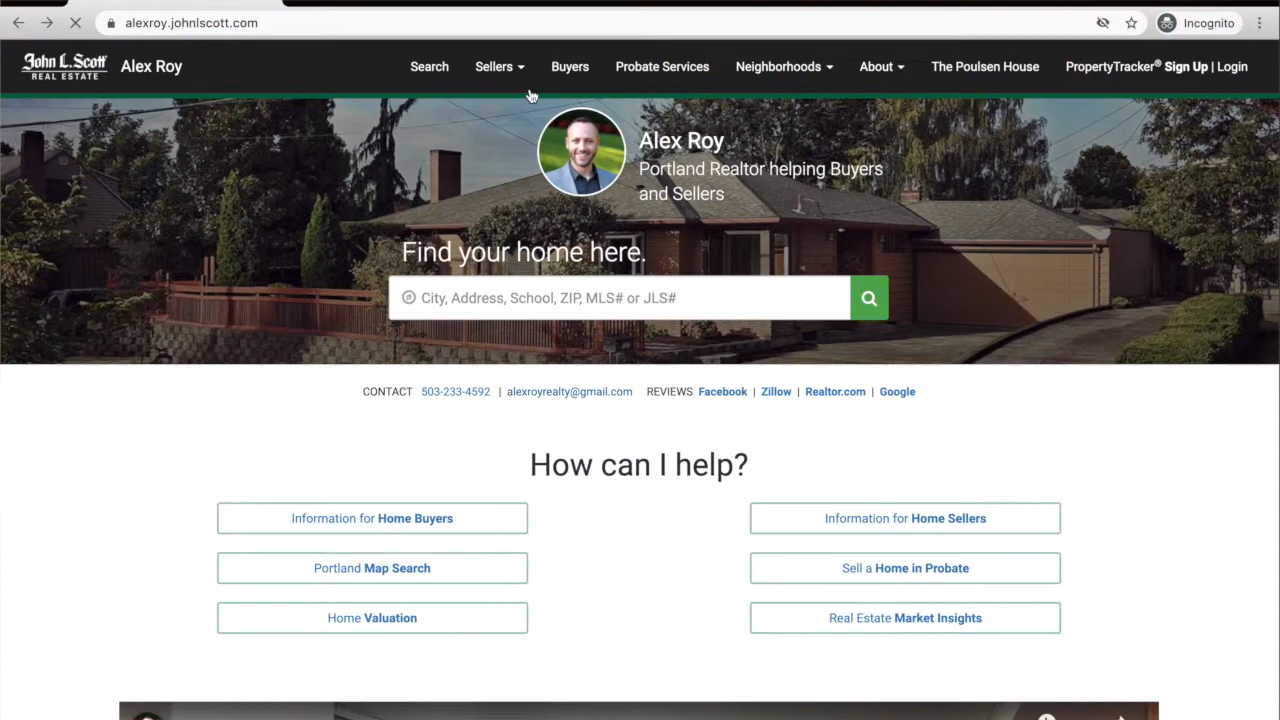 alexroy.johnlscott.com
Incognito
John L. Scott
REAL ESTATE
Alex Roy
Search
Sellers
Buyers
Probate Services
Neighborhoods
About
The Poulsen House
PropertyTracker® Sign Up | Login
Alex Roy
Portland Realtor helping Buyers
and Sellers
Find your home here.
City, Address, School, ZIP, MLS# or JLS#
CONTACT 503-233-4592 | alexroyrealty@gmail.com REVIEWS Facebook | Zillow | Realtor.com | Google
How can I help?
Information for Home Buyers
Information for Home Sellers
Portland Map Search
Sell a Home in Probate
Home Valuation
Real Estate Market Insights